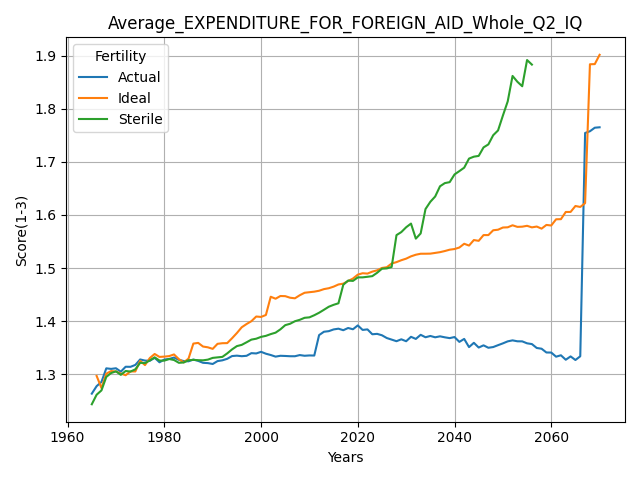 Average_EXPENDITURE_FOR_FOREIGN_AID_Whole_Q2_IQ
Fertility
Actual
Ideal
Sterile
Score(1-3)
1.9
1.8
1.7
1.6
1.5
1.4
1.3
1960 1980 2000 2020 2040 2060
Years